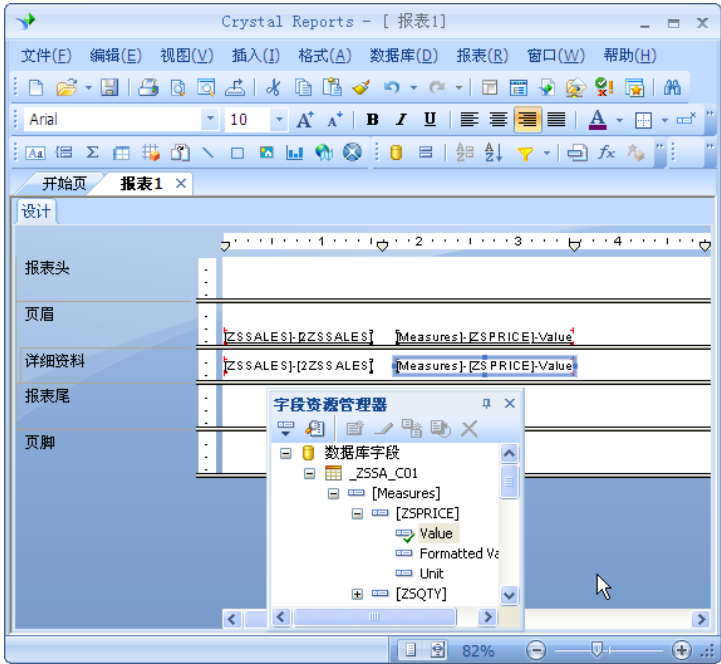 Crystal Reports - [ 报表1]
文件(F) 编辑(E) 视图(V) 插入(I) 格式(A) 数据库(D) 报表(R) 窗口(W) 帮助(H)
Arial 10 A A B I U A
Aa Σ fx
开始页 报表1
设计
1 2 3 4
报表头
页眉
[ZSSALES]-[2ZSSALES] [Measures]-[ZSPRICE]-Value
详细资料
[ZSSALES]-[2ZSSALES] [Measures]-[ZSPRICE]-Value
报表尾
页脚
字段资源管理器
数据库字段
_ZSSA_C01
[Measures]
[ZSPRICE]
Value
Formatted Va
Unit
[ZSQTY]
82%